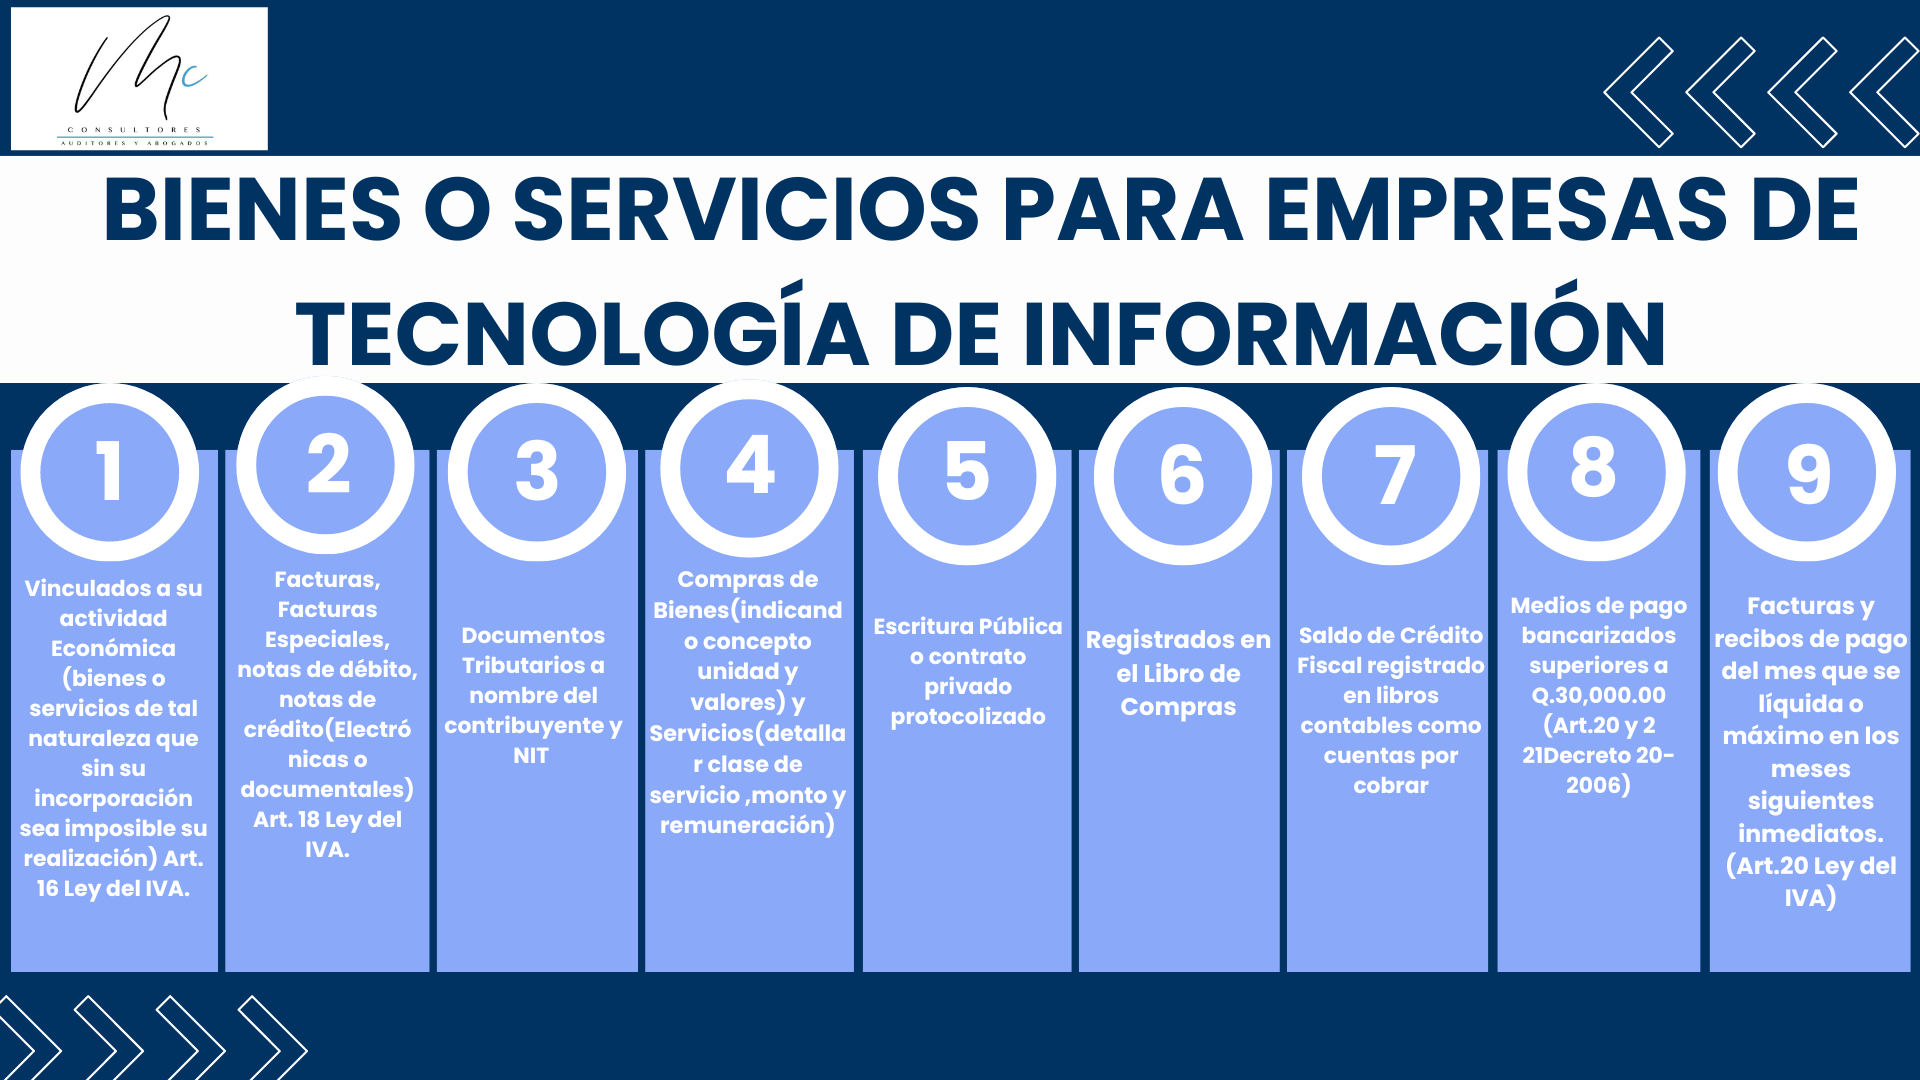 Mc
CONSULTORES
AUDITORES Y ABOGADOS
BIENES O SERVICIOS PARA EMPRESAS DE
TECNOLOGÍA DE INFORMACIÓN
1
Vinculados a su
actividad
Económica
(bienes o
servicios de tal
naturaleza que
sin su
incorporación
sea imposible su
realización) Art.
16 Ley del IVA.
2
Facturas,
Facturas
Especiales,
notas de débito,
notas de
crédito(Electró
nicas o
documentales)
Art. 18 Ley del
IVA.
3
Documentos
Tributarios a
nombre del
contribuyente y
NIT
4
Compras de
Bienes(indicand
o concepto
unidad y
valores) y
Servicios(detalla
r clase de
servicio ,monto y
remuneración)
5
Escritura Pública
o contrato
privado
protocolizado
6
Registrados en
el Libro de
Compras
7
Saldo de Crédito
Fiscal registrado
en libros
contables como
cuentas por
cobrar
8
Medios de pago
bancarizados
superiores a
Q.30,000.00
(Art.20 y 2
21Decreto 20-
2006)
9
Facturas y
recibos de pago
del mes que se
líquida o
máximo en los
meses
siguientes
inmediatos.
(Art.20 Ley del
IVA)